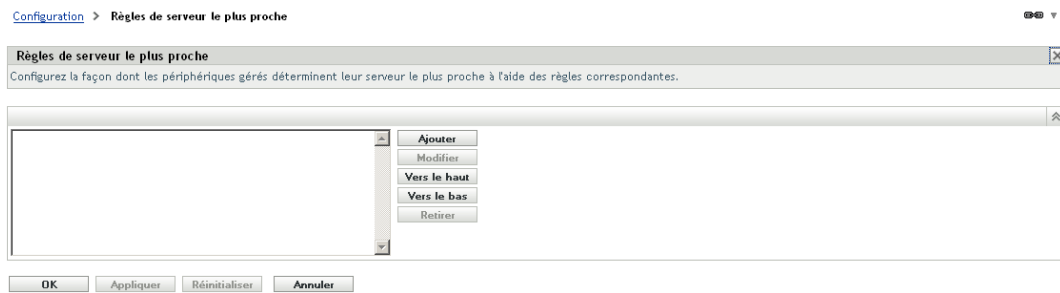 Configuration > Règles de serveur le plus proche
Règles de serveur le plus proche
Configurez la façon dont les périphériques gérés déterminent leur serveur le plus proche à l'aide des règles correspondantes.
Ajouter
Modifier
Vers le haut
Vers le bas
Retirer
OK Appliquer Réinitialiser Annuler